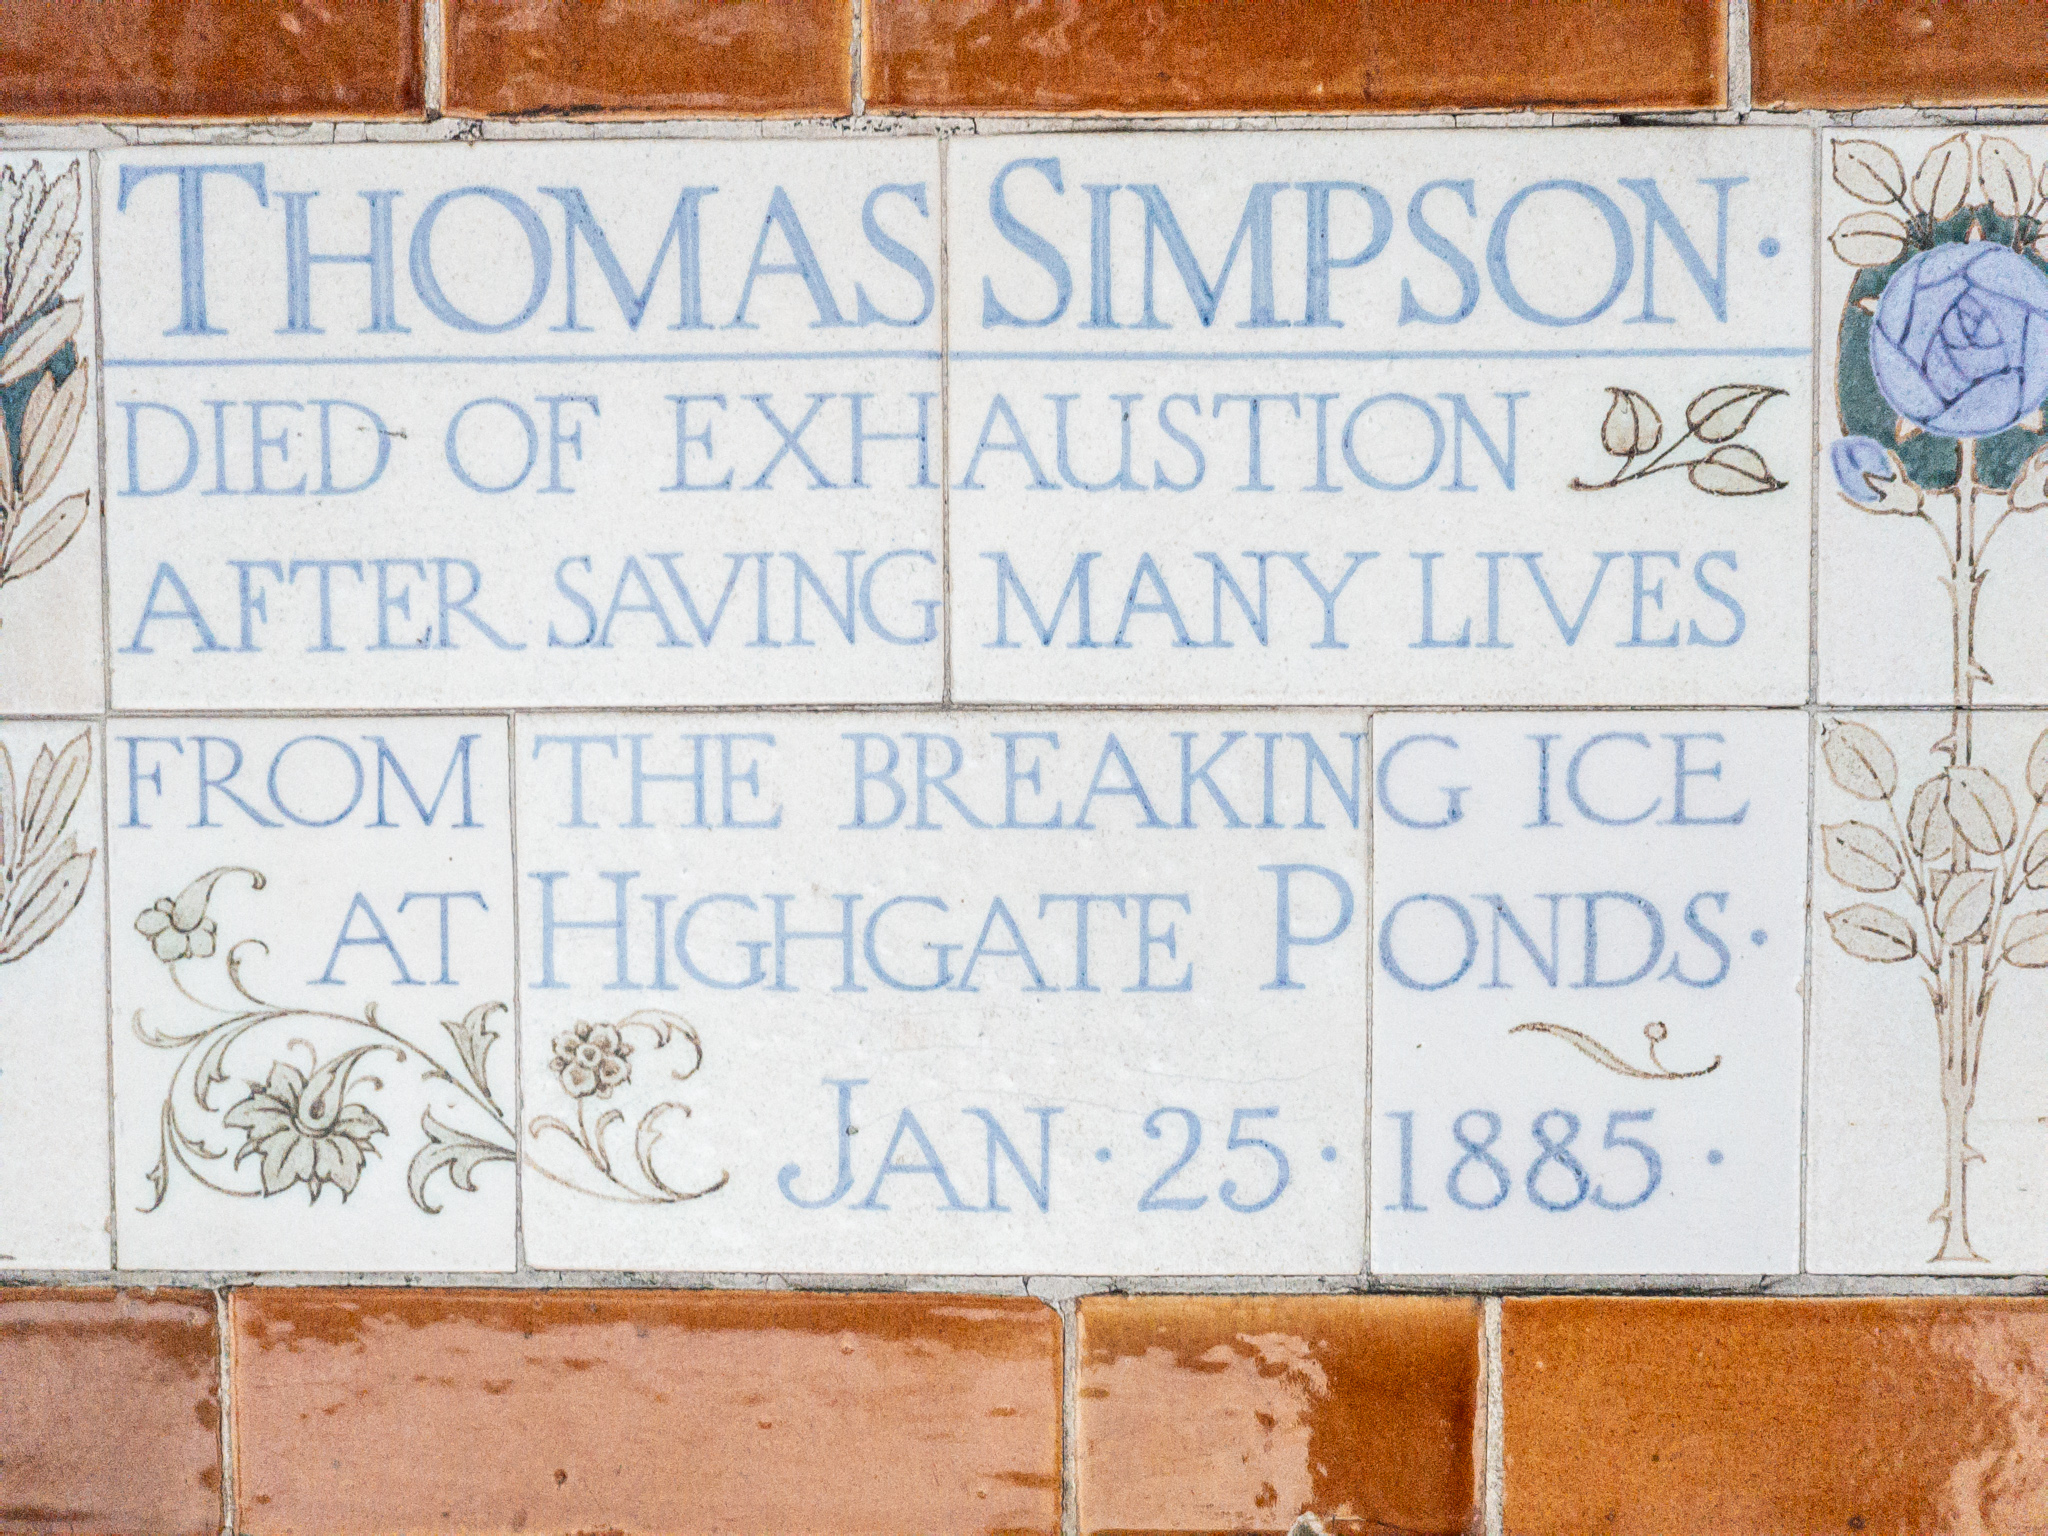 THOMAS SIMPSON·
DIED OF EXHAUSTION
AFTER SAVING MANY LIVES
FROM THE BREAKING ICE
AT HIGHGATE PONDS·
JAN·25·1885·